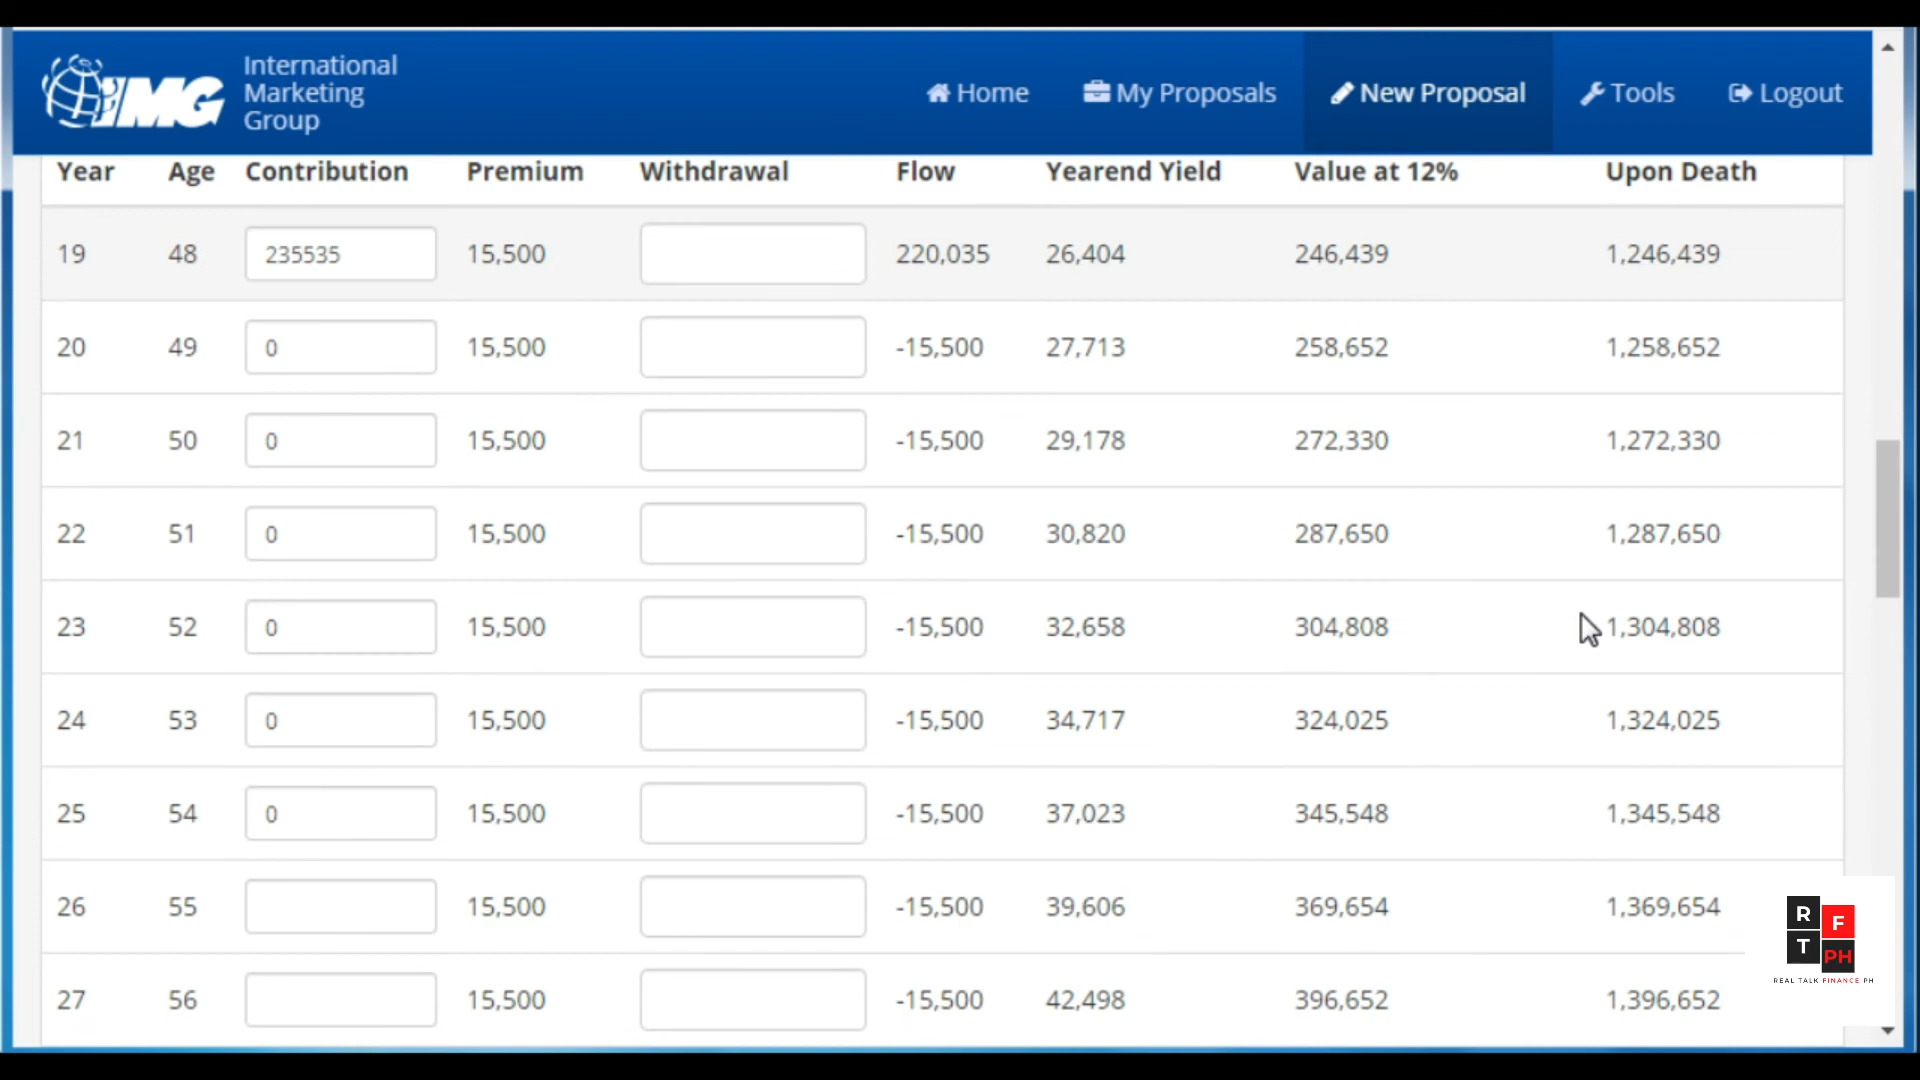 IMG International Marketing Group
Home My Proposals New Proposal Tools Logout
Year Age Contribution Premium Withdrawal Flow Yearend Yield Value at 12% Upon Death
19 48 235535 15,500 220,035 26,404 246,439 1,246,439
20 49 0 15,500 -15,500 27,713 258,652 1,258,652
21 50 0 15,500 -15,500 29,178 272,330 1,272,330
22 51 0 15,500 -15,500 30,820 287,650 1,287,650
23 52 0 15,500 -15,500 32,658 304,808 1,304,808
24 53 0 15,500 -15,500 34,717 324,025 1,324,025
25 54 0 15,500 -15,500 37,023 345,548 1,345,548
26 55 15,500 -15,500 39,606 369,654 1,369,654
27 56 15,500 -15,500 42,498 396,652 1,396,652
R F
T PH
REAL TALK FINANCE PH